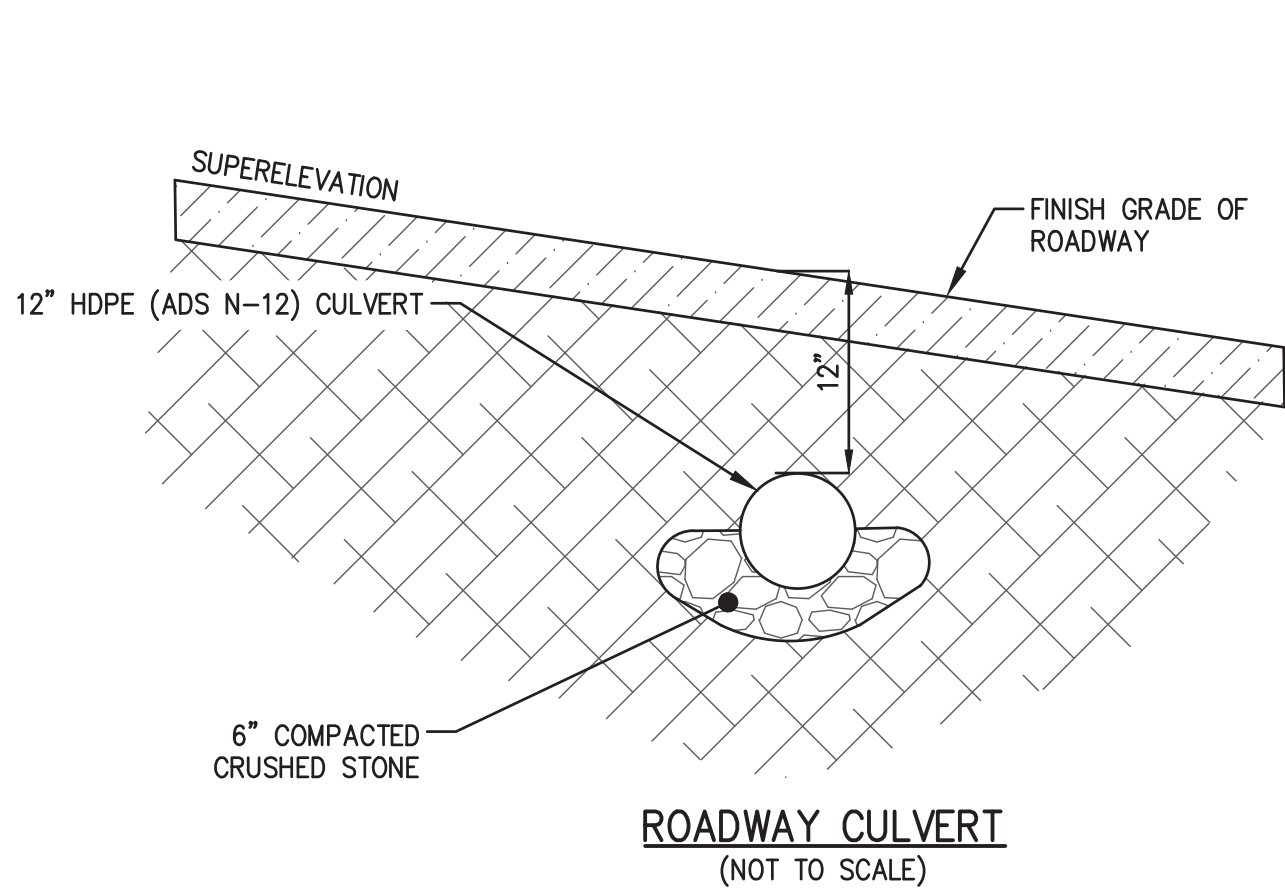 SUPERELEVATION
FINISH GRADE OF
ROADWAY
12” HDPE (ADS N-12) CULVERT
12”
6” COMPACTED
CRUSHED STONE
ROADWAY CULVERT
(NOT TO SCALE)